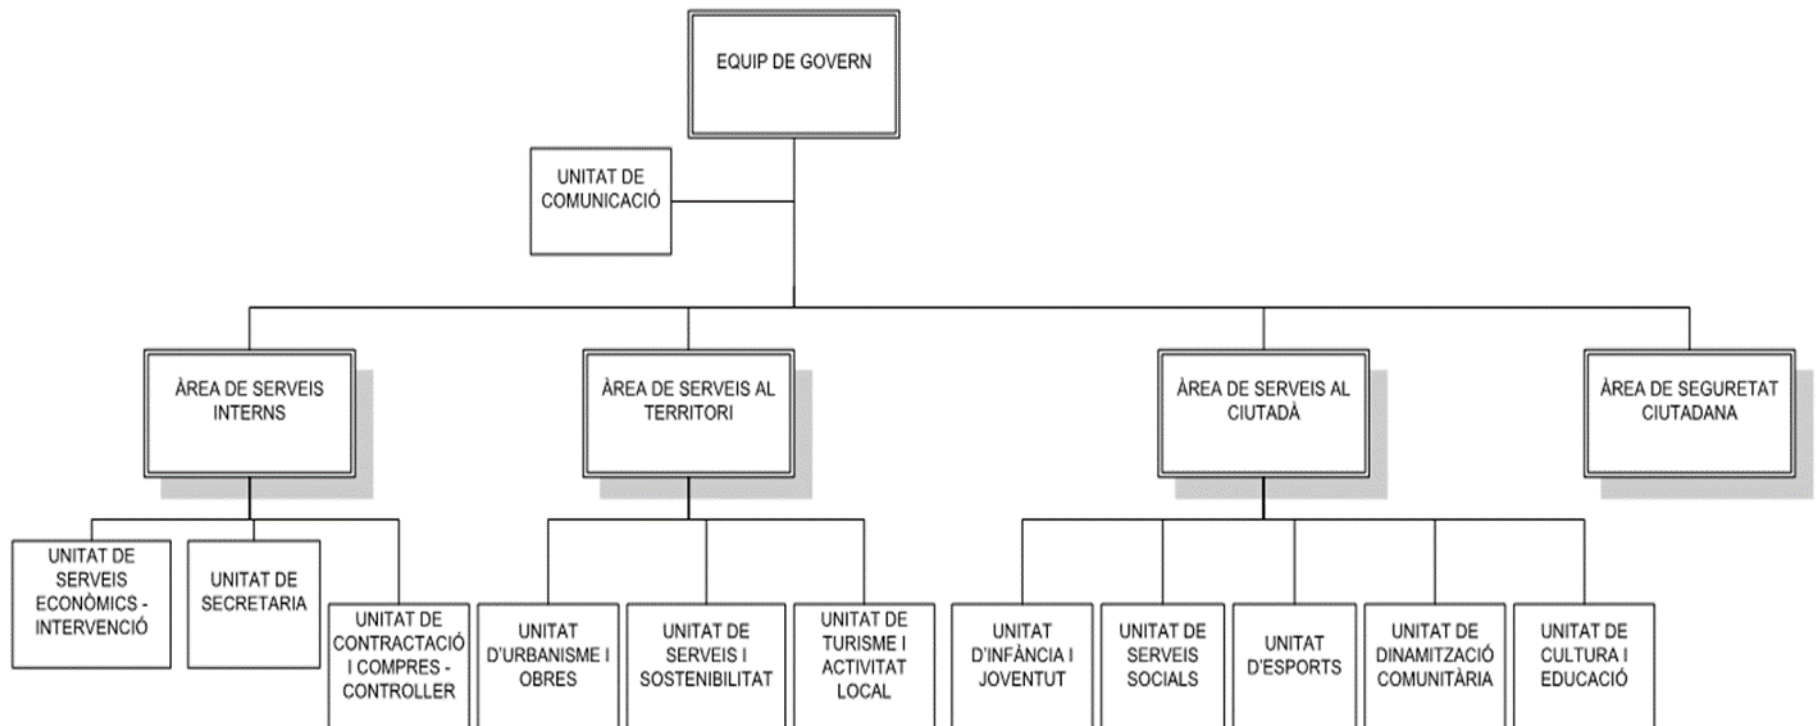 EQUIP DE GOVERN
UNITAT DE
COMUNICACIÓ
ÀREA DE SERVEIS
INTERNS
ÀREA DE SERVEIS AL
TERRITORI
ÀREA DE SERVEIS AL
CIUTADÀ
ÀREA DE SEGURETAT
CIUTADANA
UNITAT DE
SERVEIS
ECONÒMICS -
INTERVENCIÓ
UNITAT DE
SECRETARIA
UNITAT DE
CONTRACTACIÓ
I COMPRES -
CONTROLLER
UNITAT
D'URBANISME I
OBRES
UNITAT DE
SERVEIS I
SOSTENIBILITAT
UNITAT DE
TURISME I
ACTIVITAT
LOCAL
UNITAT
D'INFÀNCIA I
JOVENTUT
UNITAT DE
SERVEIS
SOCIALS
UNITAT
D'ESPORTS
UNITAT DE
DINAMITZACIÓ
COMUNITÀRIA
UNITAT DE
CULTURA I
EDUCACIÓ